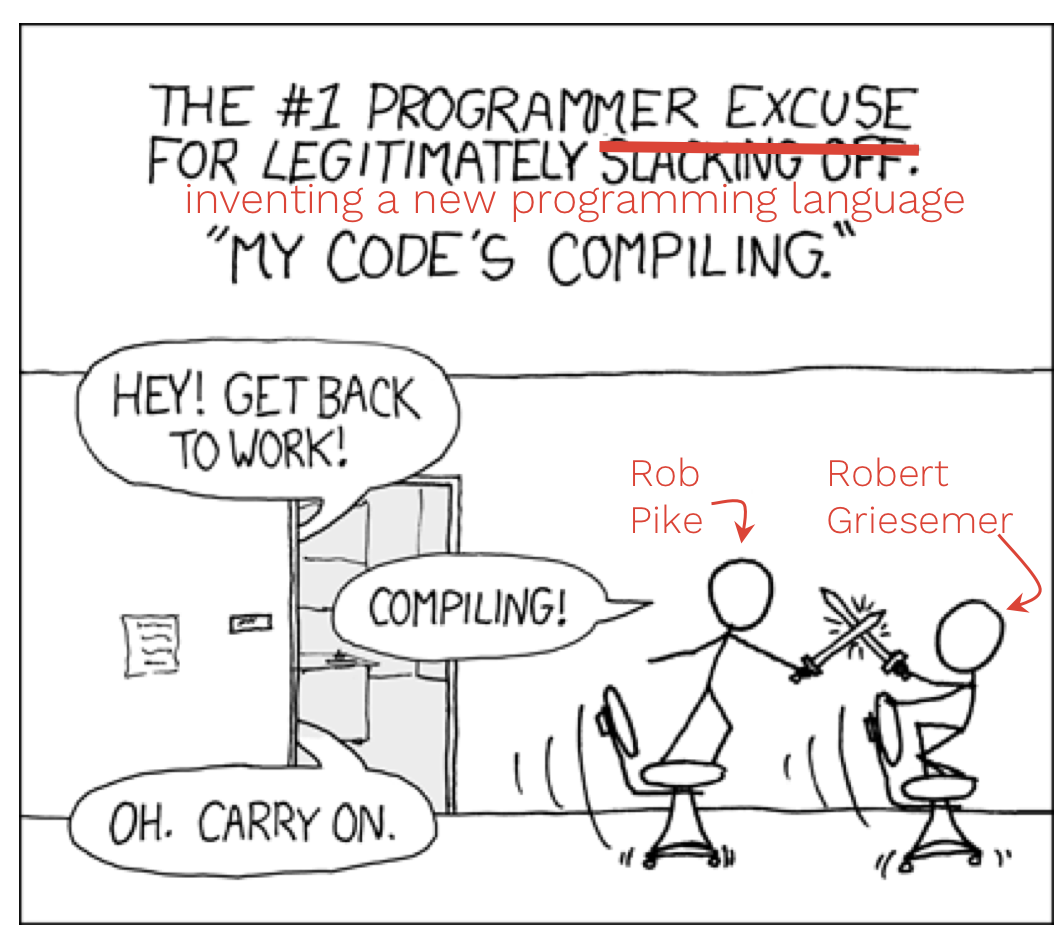 THE #1 PROGRAMMER EXCUSE
FOR LEGITIMATELY SLACKING OFF:
inventing a new programming language
"MY CODE'S COMPILING."
HEY! GET BACK
TO WORK!
Rob
Pike
Robert
Griesemer
COMPILING!
OH. CARRY ON.